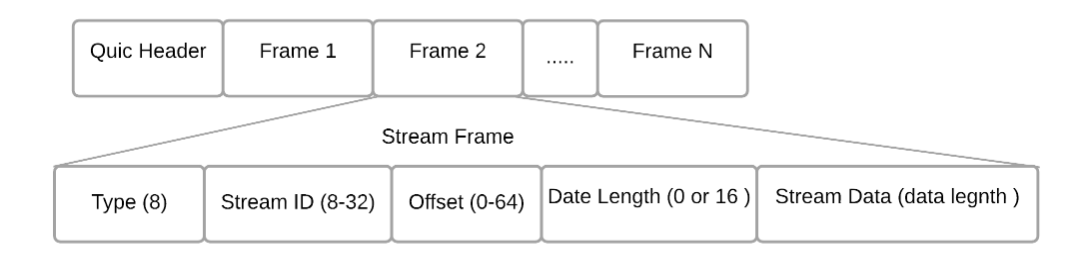 Quic Header
Frame 1
Frame 2
.....
Frame N
Stream Frame
Type (8)
Stream ID (8-32)
Offset (0-64)
Date Length (0 or 16 )
Stream Data (data legnth )